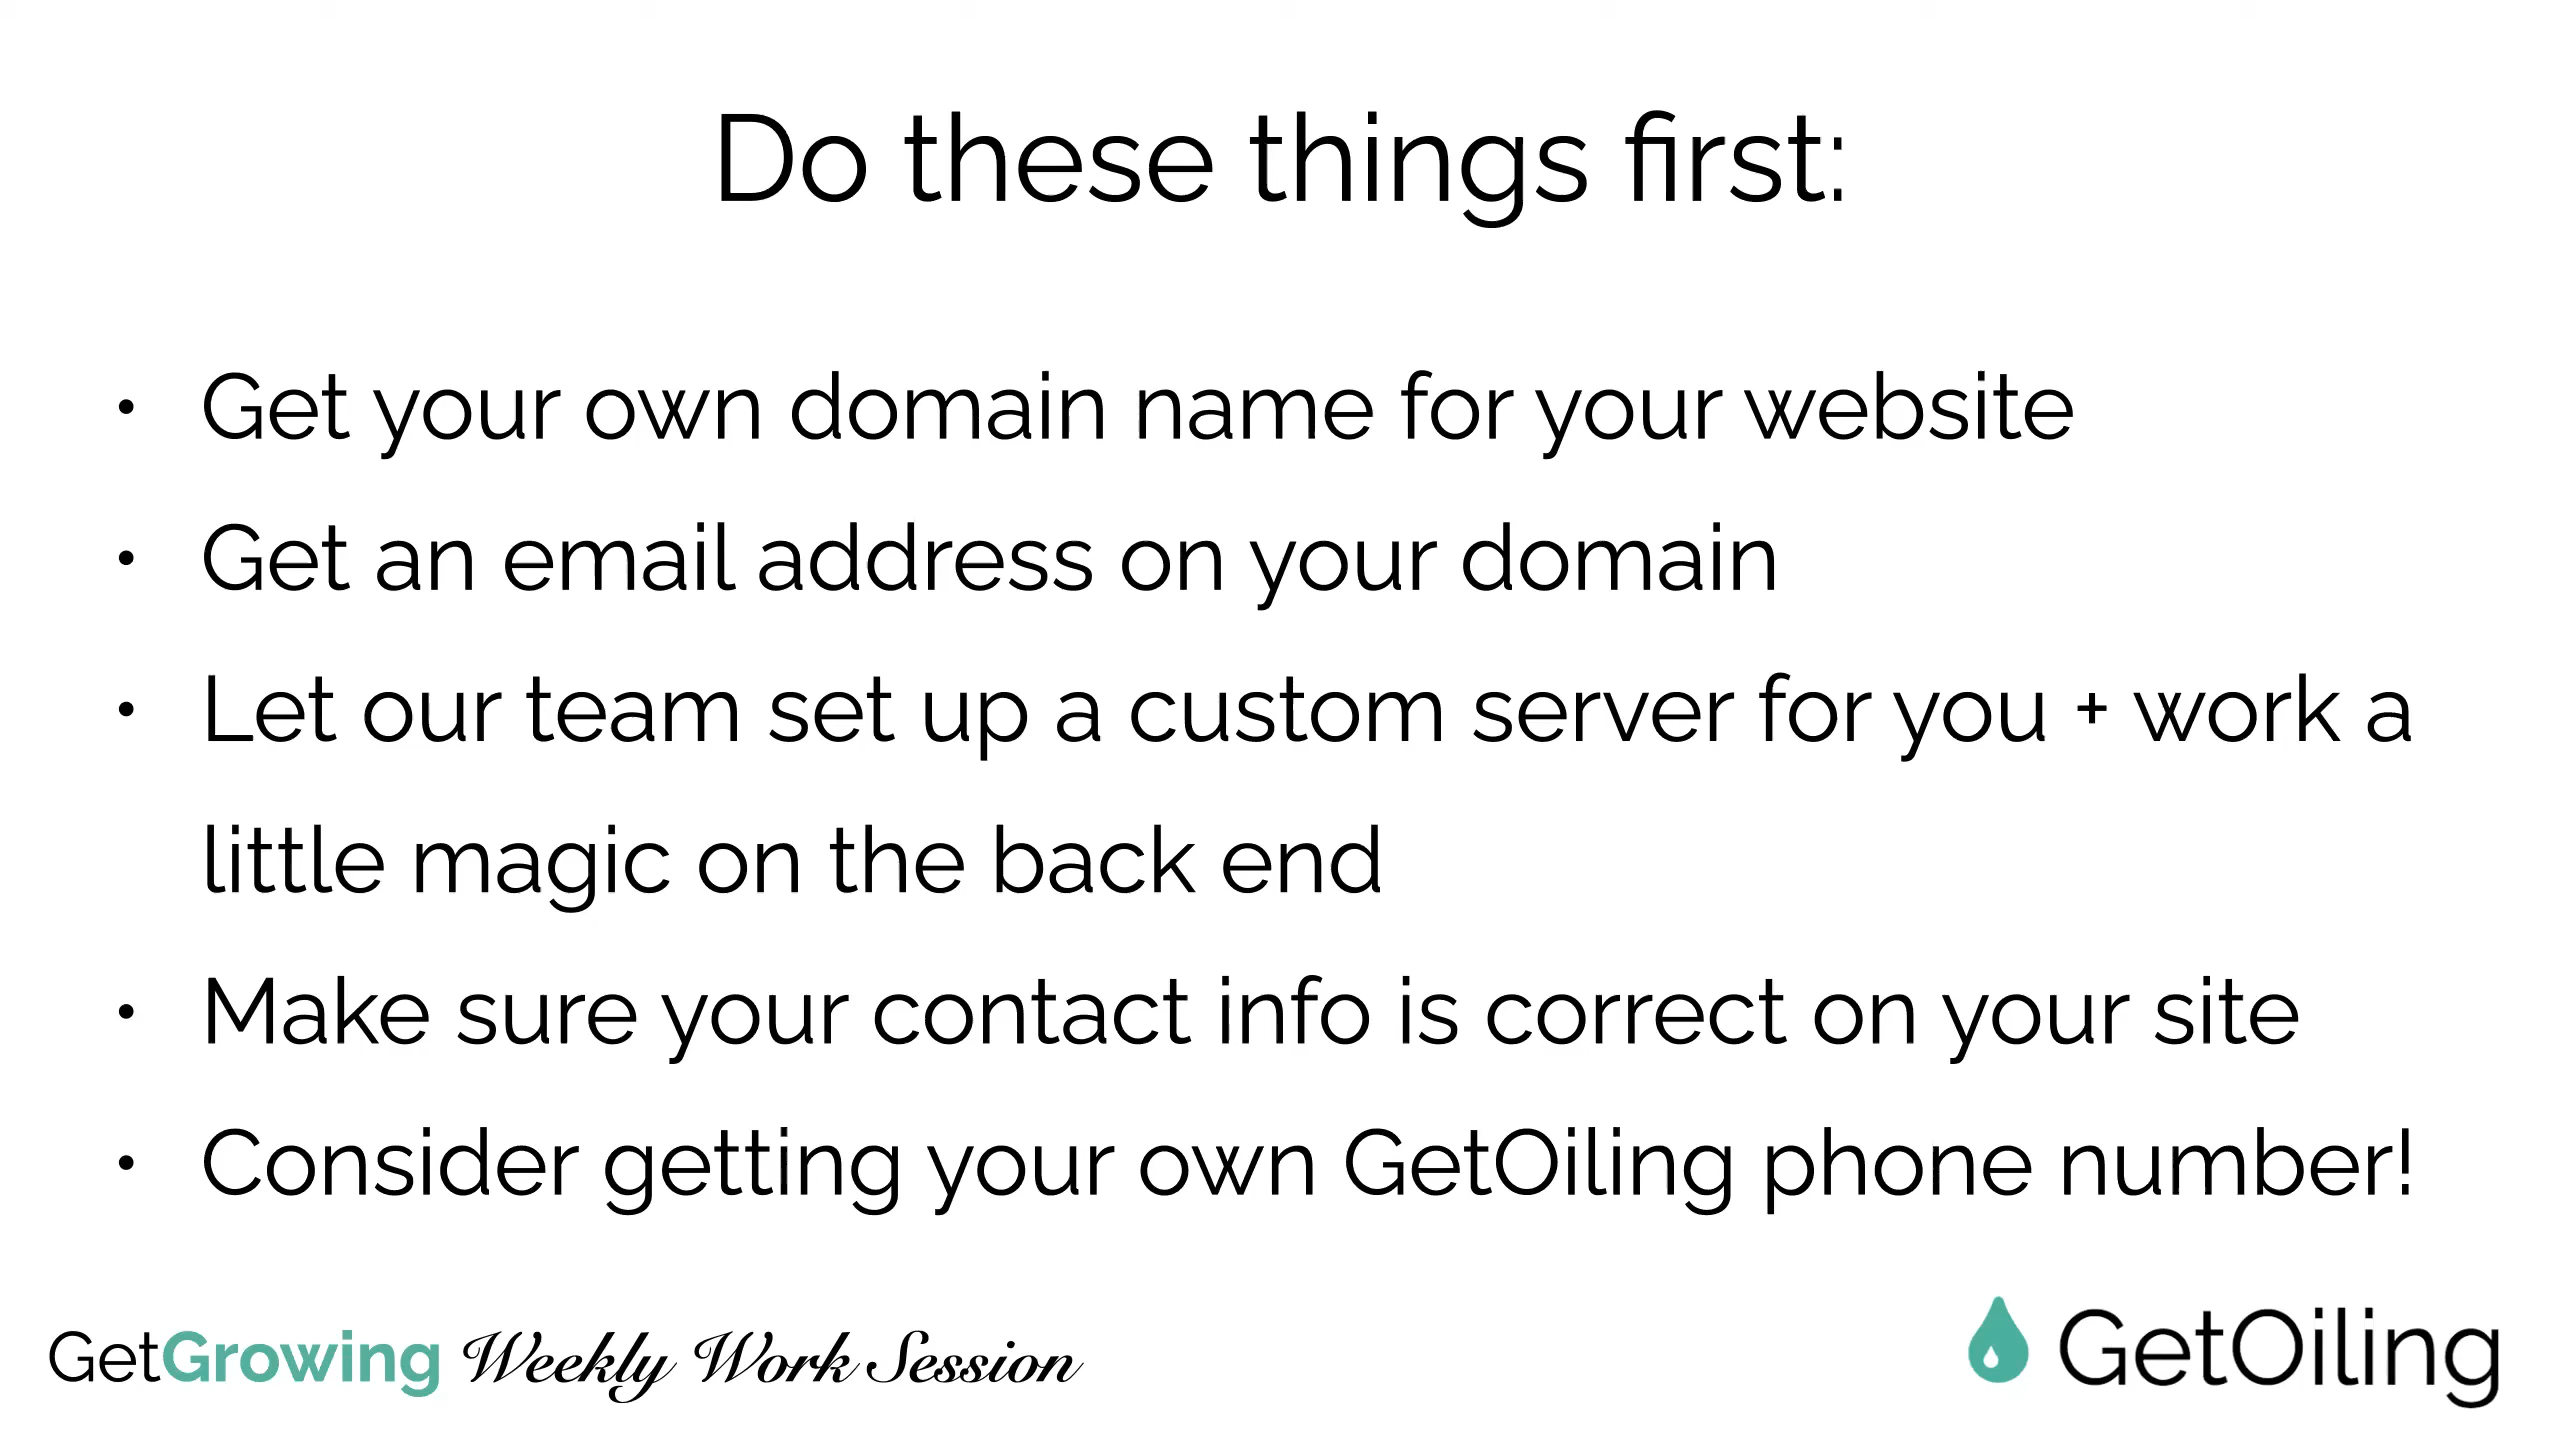 Do these things first:
• Get your own domain name for your website
• Get an email address on your domain
• Let our team set up a custom server for you + work a
little magic on the back end
• Make sure your contact info is correct on your site
• Consider getting your own GetOiling phone number!
GetGrowing Weekly Work Session
GetOiling